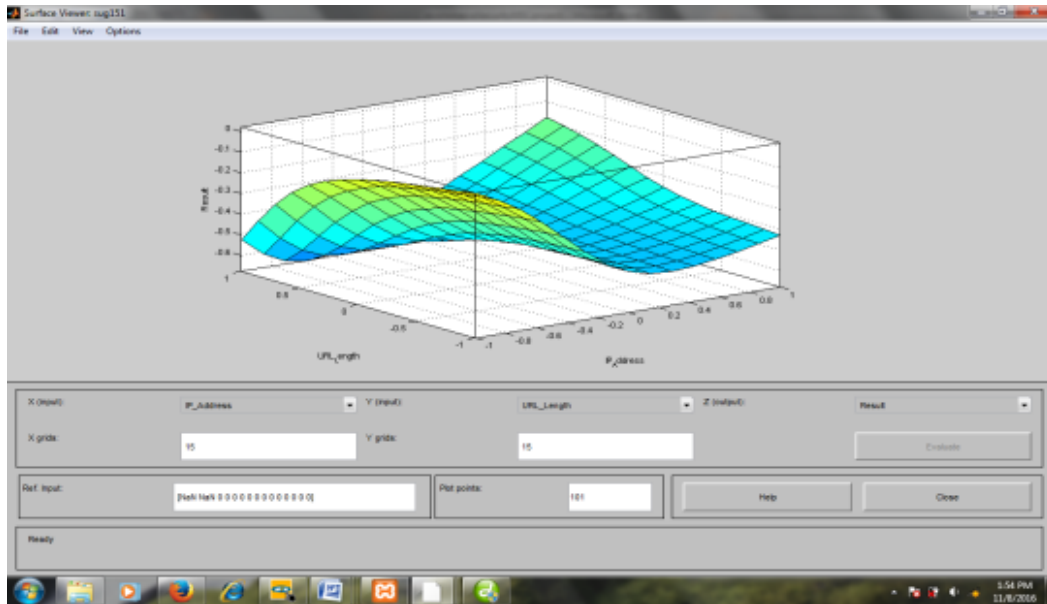 Surface Viewer: sug151
File Edit View Options
0
-0.1
-0.2
-0.3
-0.4
-0.5
-0.6
Result
1
0.5
0
-0.5
-1
URL_Length
-1
-0.8
-0.6
-0.4
-0.2
0
0.2
0.4
0.6
0.8
1
IP_Address
X (input): IP_Address Y (input): URL_Length Z (output): Result
X grids: 15 Y grids: 15 Evaluate
Ref. Input: [NaN NaN 0 0 0 0 0 0 0 0 0 0 0 0 0] Plot points: 101 Help Close
Ready
1:54 PM
11/8/2016